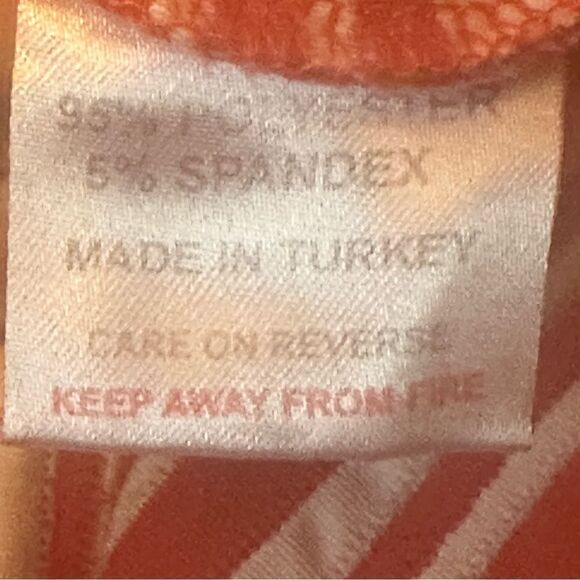 95% POLYESTER
5% SPANDEX
MADE IN TURKEY
CARE ON REVERSE
KEEP AWAY FROM FIRE